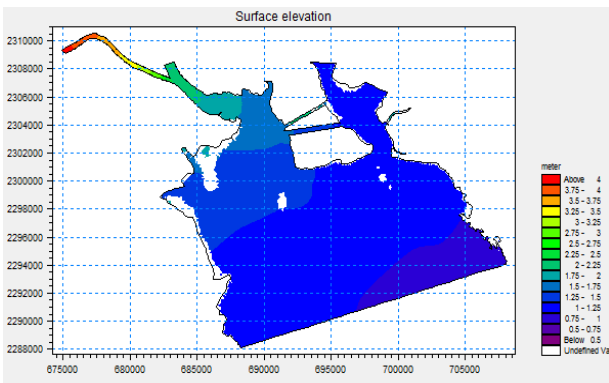 Surface elevation
2310000
2308000
2306000
2304000
2302000
2300000
2298000
2296000
2294000
2292000
2290000
2288000
675000 680000 685000 690000 695000 700000 705000
meter
Above 4
3.75 - 4
3.5 - 3.75
3.25 - 3.5
3 - 3.25
2.75 - 3
2.5 - 2.75
2.25 - 2.5
2 - 2.25
1.75 - 2
1.5 - 1.75
1.25 - 1.5
1 - 1.25
0.75 - 1
0.5 - 0.75
Below 0.5
Undefined Va